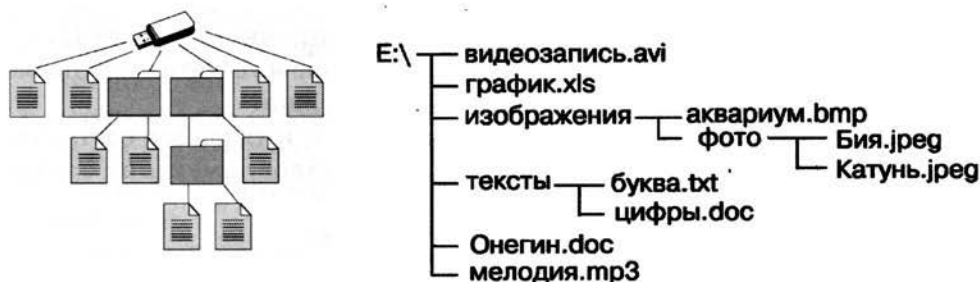 E:\
видеозапись.avi
график.xls
изображения аквариум.bmp
фото Бия.jpeg
Катунь.jpeg
тексты буква.txt
цифры.doc
Онегин.doc
мелодия.mp3